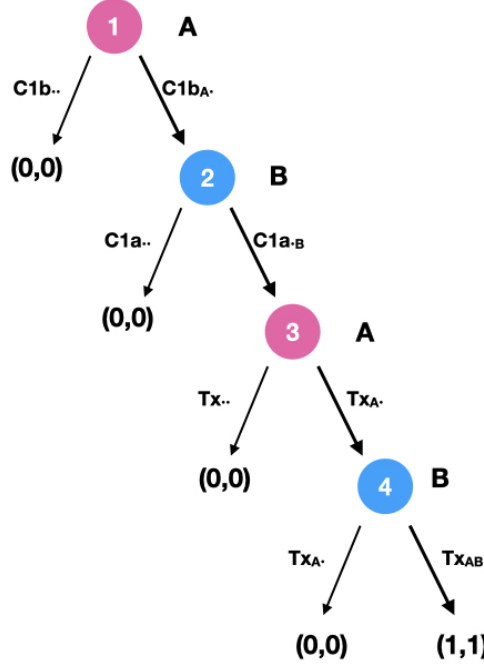 1 A
C1b.. C1bA.
(0,0)
2 B
C1a.. C1a.B
(0,0)
3 A
Tx.. TxA.
(0,0)
4 B
TxA. TxAB
(0,0) (1,1)